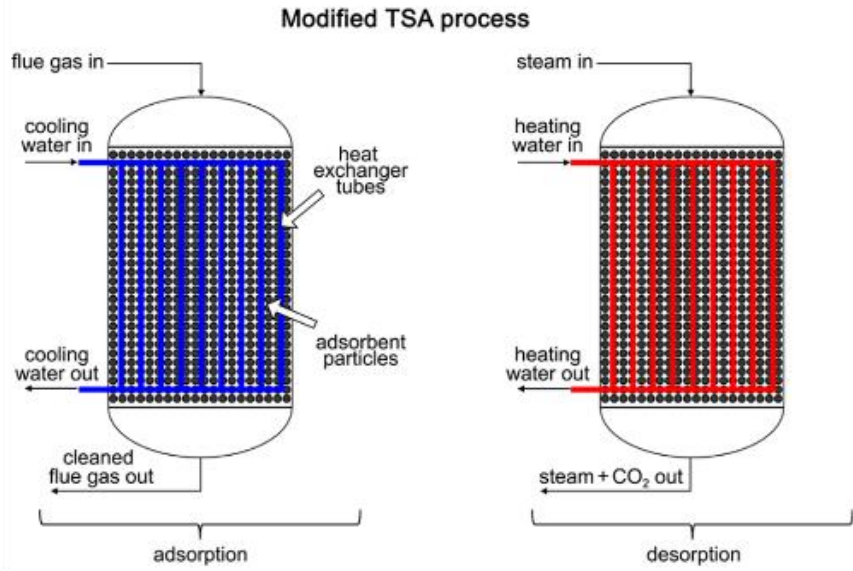 Modified TSA process
flue gas in
steam in
cooling
water in
heating
water in
heat
exchanger
tubes
adsorbent
particles
cooling
water out
heating
water out
cleaned
flue gas out
steam + CO₂ out
adsorption
desorption